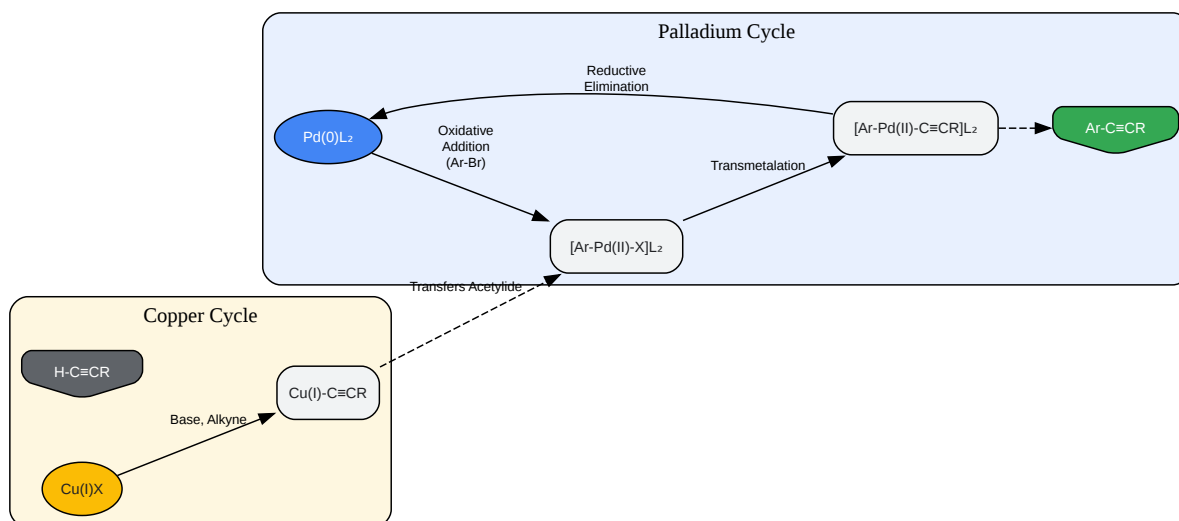 Palladium Cycle
Reductive
Elimination
Pd(0)L₂
[Ar-Pd(II)-C≡CR]L₂
Ar-C≡CR
Oxidative
Addition
(Ar-Br)
Transmetalation
[Ar-Pd(II)-X]L₂
Transfers Acetylide
Copper Cycle
H-C≡CR
Cu(I)-C≡CR
Base, Alkyne
Cu(I)X